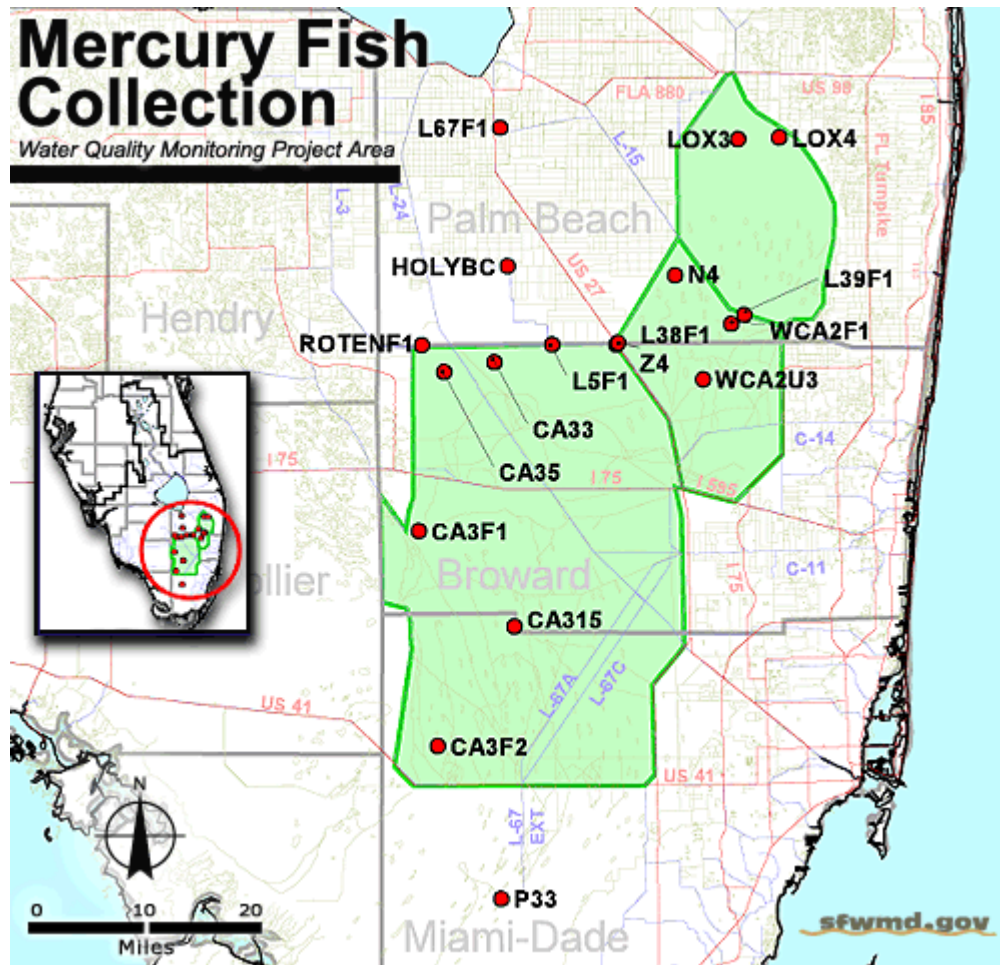 Mercury Fish
Collection
Water Quality Monitoring Project Area
FLA 880
US 98
I 95
L67F1
LOX3
LOX4
L-15
FL Turnpike
L-3
L-24
Palm Beach
HOLYBC
US 27
N4
L39F1
Hendry
ROTENF1
L38F1
WCA2F1
Z4
L5F1
WCA2U3
CA33
C-14
CA35
I 75
I 75
I 595
CA3F1
I 75
C-11
ollier
Broward
CA315
L-67A
L-67C
US 41
CA3F2
US 41
N
L-67
EXT
P33
0 10 20
Miles
Miami-Dade
sfwmd.gov